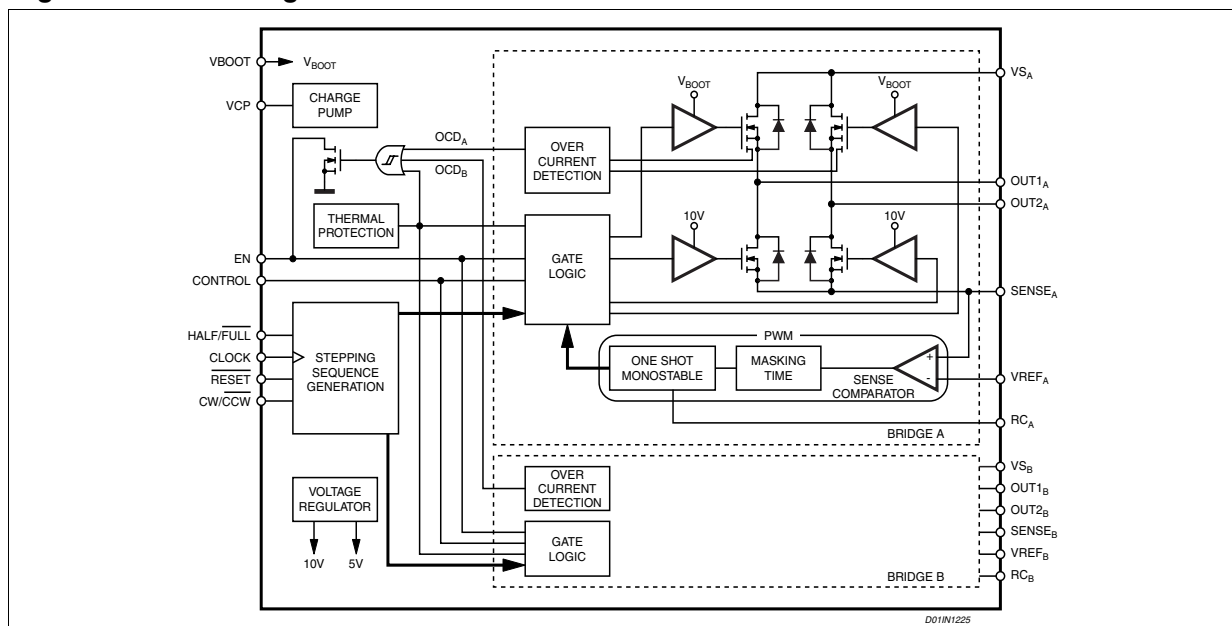 VBOOT
VBOOT
VCP
CHARGE
PUMP
OCDA
OCDB
THERMAL
PROTECTION
EN
CONTROL
HALF/FULL
CLOCK
RESET
CW/CCW
STEPPING
SEQUENCE
GENERATION
VOLTAGE
REGULATOR
10V
5V
OVER
CURRENT
DETECTION
GATE
LOGIC
VBOOT
VBOOT
10V
10V
PWM
ONE SHOT
MONOSTABLE
MASKING
TIME
+
-
SENSE
COMPARATOR
BRIDGE A
OVER
CURRENT
DETECTION
GATE
LOGIC
BRIDGE B
VSA
OUT1A
OUT2A
SENSEA
VREFA
RCA
VSB
OUT1B
OUT2B
SENSEB
VREFB
RCB
D01IN1225